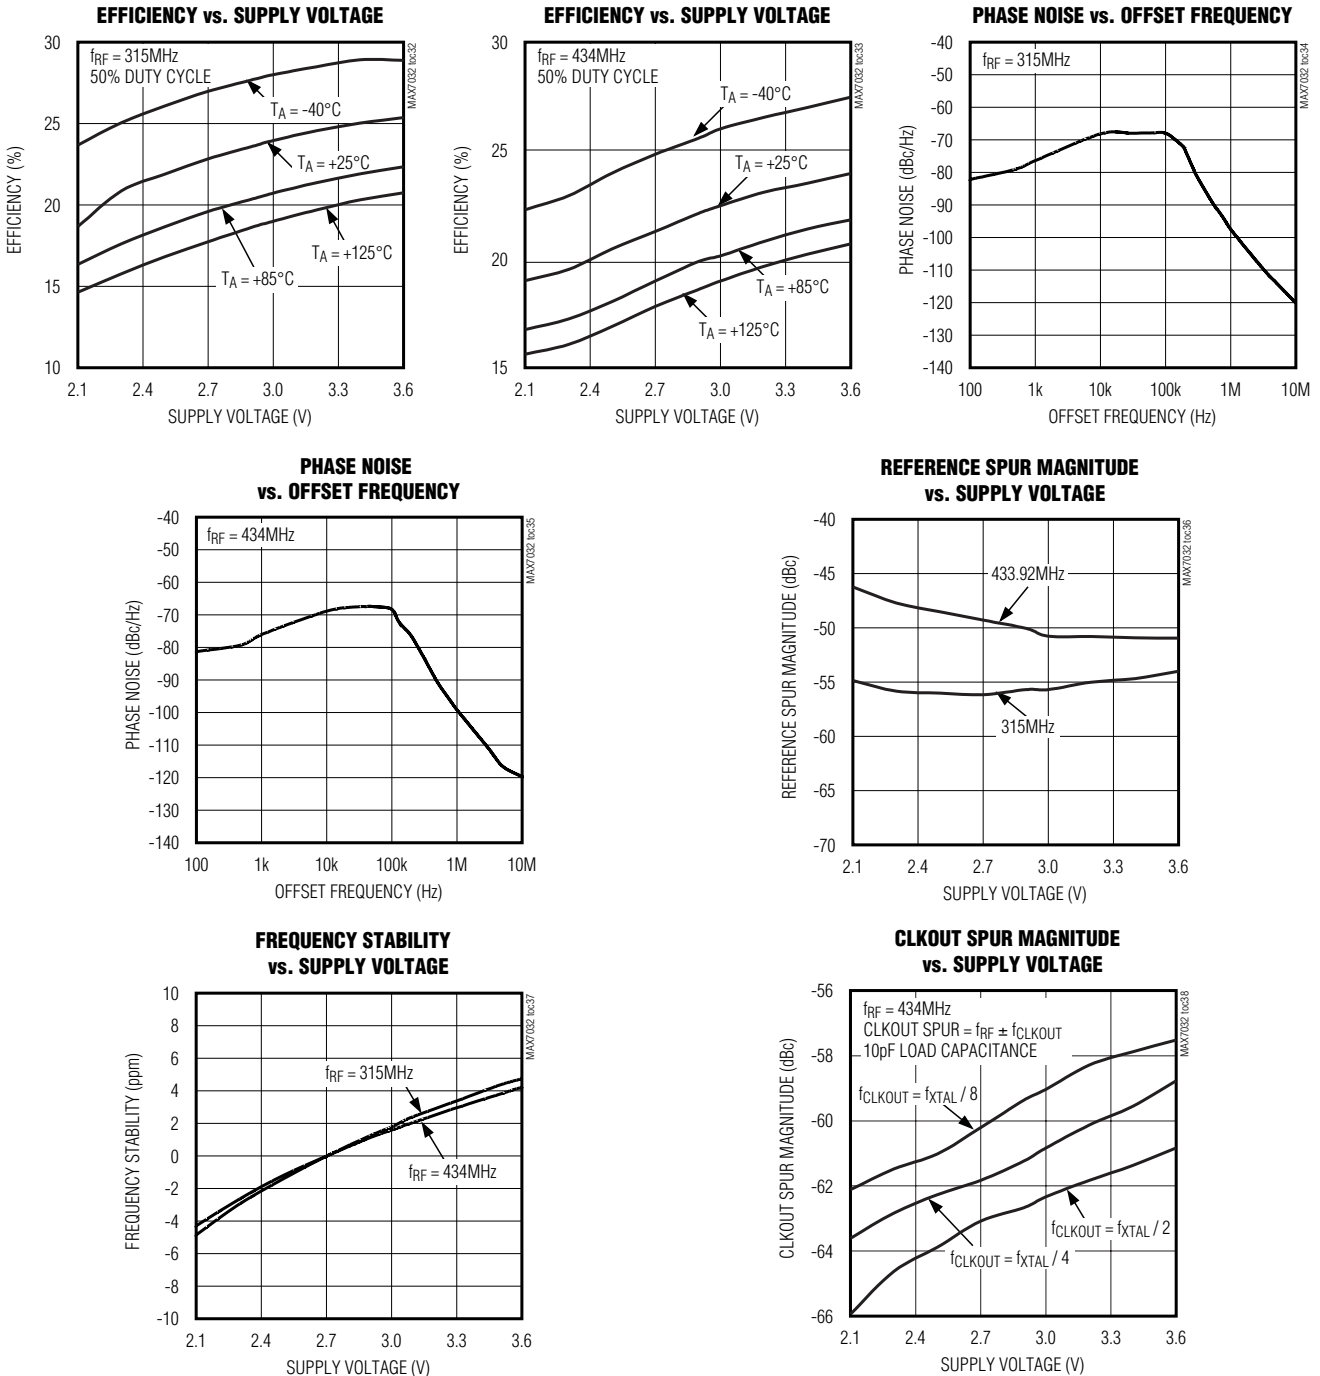 EFFICIENCY vs. SUPPLY VOLTAGE
fRF = 315MHz
50% DUTY CYCLE
MAX7032 toc32
TA = -40°C
TA = +25°C
TA = +125°C
TA = +85°C
EFFICIENCY (%)
30
25
20
15
10
2.1 2.4 2.7 3.0 3.3 3.6
SUPPLY VOLTAGE (V)
EFFICIENCY vs. SUPPLY VOLTAGE
fRF = 434MHz
50% DUTY CYCLE
MAX7032 toc33
TA = -40°C
TA = +25°C
TA = +85°C
TA = +125°C
EFFICIENCY (%)
30
25
20
15
2.1 2.4 2.7 3.0 3.3 3.6
SUPPLY VOLTAGE (V)
PHASE NOISE vs. OFFSET FREQUENCY
fRF = 315MHz
MAX7032 toc34
PHASE NOISE (dBc/Hz)
-40
-50
-60
-70
-80
-90
-100
-110
-120
-130
-140
100 1k 10k 100k 1M 10M
OFFSET FREQUENCY (Hz)
PHASE NOISE
vs. OFFSET FREQUENCY
fRF = 434MHz
MAX7032 toc35
PHASE NOISE (dBc/Hz)
-40
-50
-60
-70
-80
-90
-100
-110
-120
-130
-140
100 1k 10k 100k 1M 10M
OFFSET FREQUENCY (Hz)
REFERENCE SPUR MAGNITUDE
vs. SUPPLY VOLTAGE
MAX7032 toc36
433.92MHz
315MHz
REFERENCE SPUR MAGNITUDE (dBc)
-40
-45
-50
-55
-60
-65
-70
2.1 2.4 2.7 3.0 3.3 3.6
SUPPLY VOLTAGE (V)
FREQUENCY STABILITY
vs. SUPPLY VOLTAGE
MAX7032 toc37
fRF = 315MHz
fRF = 434MHz
FREQUENCY STABILITY (ppm)
10
8
6
4
2
0
-2
-4
-6
-8
-10
2.1 2.4 2.7 3.0 3.3 3.6
SUPPLY VOLTAGE (V)
CLKOUT SPUR MAGNITUDE
vs. SUPPLY VOLTAGE
fRF = 434MHz
CLKOUT SPUR = fRF ± fCLKOUT
10pF LOAD CAPACITANCE
MAX7032 toc38
fCLKOUT = fXTAL / 8
fCLKOUT = fXTAL / 2
fCLKOUT = fXTAL / 4
CLKOUT SPUR MAGNITUDE (dBc)
-56
-58
-60
-62
-64
-66
2.1 2.4 2.7 3.0 3.3 3.6
SUPPLY VOLTAGE (V)